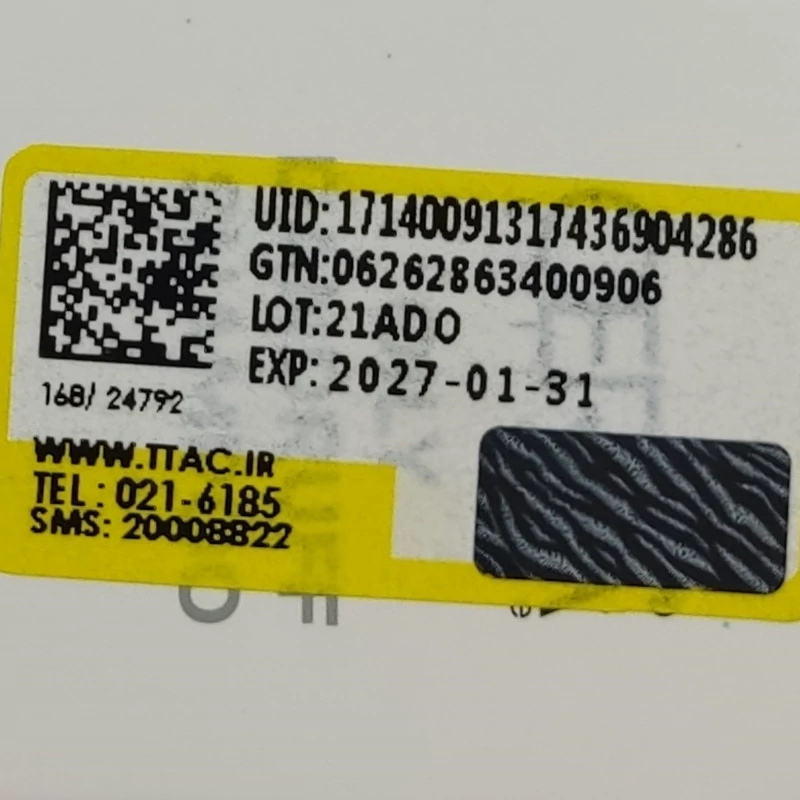 UID:17140091317436904286
GTN:06262863400906
LOT:21ADO
EXP:2027-01-31
168/ 24792
WWW.TTAC.IR
TEL: 021-6185
SMS: 20008822